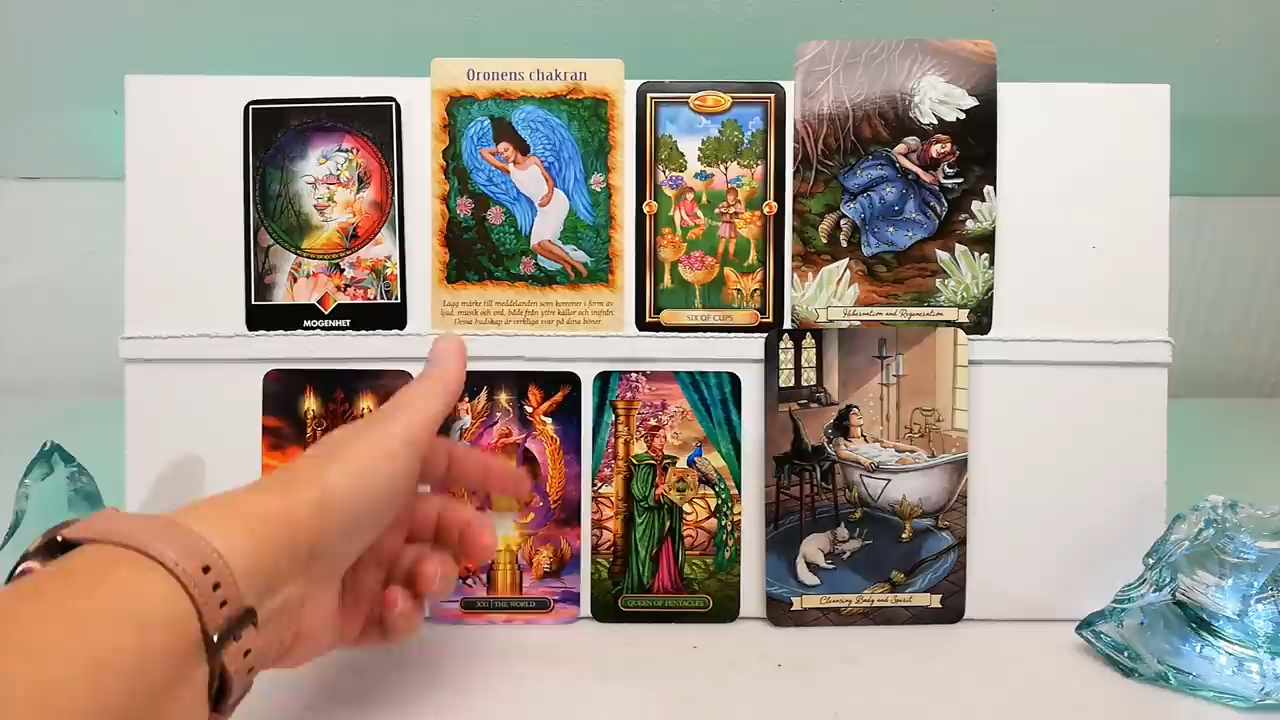 MOGENHET
Öronens chakran
Lägg märke till meddelanden som kommer i form av
ljud, musik och ord, både från yttre källor och inifrån.
Dessa budskap är verkliga svar på dina böner
SIX OF CUPS
Hibernation and Regeneration
XXI | THE WORLD
QUEEN OF PENTACLES
Cleansing Body and Spirit